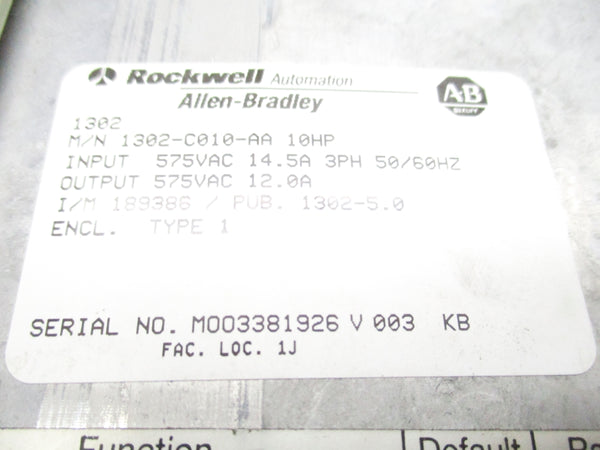 Rockwell Automation
Allen-Bradley
AB
1302
M/N 1302-C010-AA 10HP
INPUT 575VAC 14.5A 3PH 50/60HZ
OUTPUT 575VAC 12.0A
I/M 189386 / PUB. 1302-5.0
ENCL. TYPE 1
SERIAL NO. M003381926 V 003 KB
FAC. LOC. 1J
Function Default